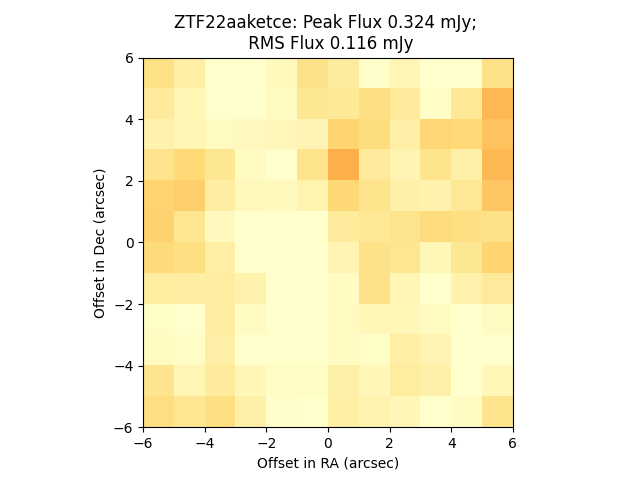 ZTF22aaketce: Peak Flux 0.324 mJy;
RMS Flux 0.116 mJy
6
4
2
0
−2
−4
−6
Offset in Dec (arcsec)
−6 −4 −2 0 2 4 6
Offset in RA (arcsec)